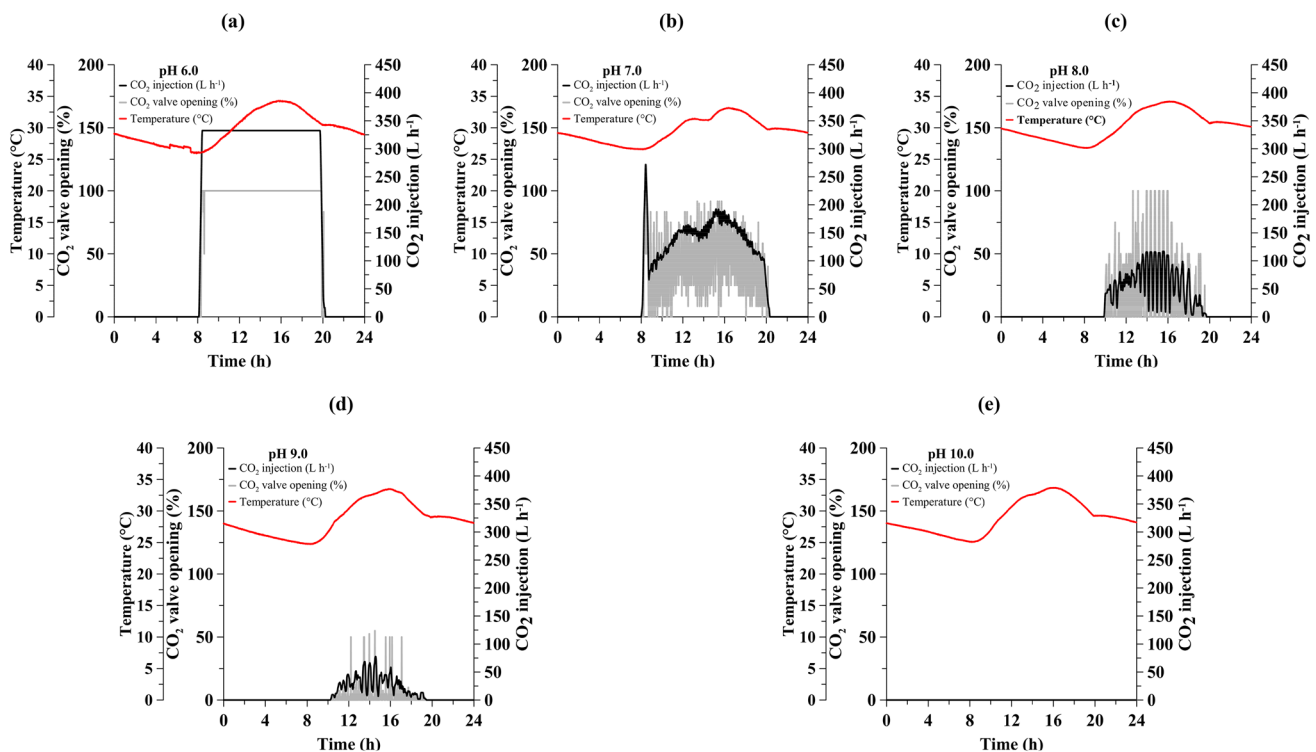 (a)
pH 6.0
CO₂ injection (L h⁻¹)
CO₂ valve opening (%)
Temperature (°C)
Temperature (°C)
0
5
10
15
20
25
30
35
40
CO₂ valve opening (%)
0
50
100
150
200
CO₂ injection (L h⁻¹)
0
50
100
150
200
250
300
350
400
450
0 4 8 12 16 20 24
Time (h)
(b)
pH 7.0
CO₂ injection (L h⁻¹)
CO₂ valve opening (%)
Temperature (°C)
Temperature (°C)
0
5
10
15
20
25
30
35
40
CO₂ valve opening (%)
0
50
100
150
200
CO₂ injection (L h⁻¹)
0
50
100
150
200
250
300
350
400
450
0 4 8 12 16 20 24
Time (h)
(c)
pH 8.0
CO₂ injection (L h⁻¹)
CO₂ valve opening (%)
Temperature (°C)
Temperature (°C)
0
5
10
15
20
25
30
35
40
CO₂ valve opening (%)
0
50
100
150
200
CO₂ injection (L h⁻¹)
0
50
100
150
200
250
300
350
400
450
0 4 8 12 16 20 24
Time (h)
(d)
pH 9.0
CO₂ injection (L h⁻¹)
CO₂ valve opening (%)
Temperature (°C)
Temperature (°C)
0
5
10
15
20
25
30
35
40
CO₂ valve opening (%)
0
50
100
150
200
CO₂ injection (L h⁻¹)
0
50
100
150
200
250
300
350
400
450
0 4 8 12 16 20 24
Time (h)
(e)
pH 10.0
CO₂ injection (L h⁻¹)
CO₂ valve opening (%)
Temperature (°C)
Temperature (°C)
0
5
10
15
20
25
30
35
40
CO₂ valve opening (%)
0
50
100
150
200
CO₂ injection (L h⁻¹)
0
50
100
150
200
250
300
350
400
450
0 4 8 12 16 20 24
Time (h)